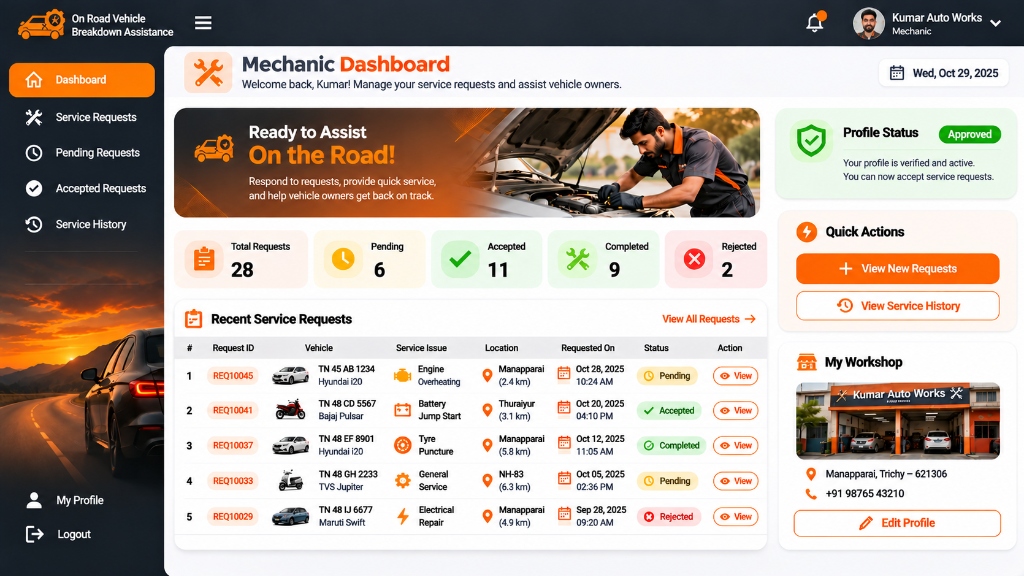 On Road Vehicle
Breakdown Assistance
Kumar Auto Works
Mechanic
Dashboard
Service Requests
Pending Requests
Accepted Requests
Service History
My Profile
Logout
Mechanic Dashboard
Welcome back, Kumar! Manage your service requests and assist vehicle owners.
Wed, Oct 29, 2025
Ready to Assist
On the Road!
Respond to requests, provide quick service,
and help vehicle owners get back on track.
Total Requests
28
Pending
6
Accepted
11
Completed
9
Rejected
2
Recent Service Requests
View All Requests →
# Request ID Vehicle Service Issue Location Requested On Status Action
1 REQ10045 TN 45 AB 1234 Engine Manapparai Oct 28, 2025 Pending View
Hyundai i20 Overheating (2.4 km) 10:24 AM
2 REQ10041 TN 48 CD 5567 Battery Thuraiyur Oct 20, 2025 Accepted View
Bajaj Pulsar Jump Start (3.1 km) 04:10 PM
3 REQ10037 TN 48 EF 8901 Tyre Manapparai Oct 12, 2025 Completed View
Hyundai i20 Puncture (5.8 km) 11:05 AM
4 REQ10033 TN 48 GH 2233 General NH-83 Oct 05, 2025 Pending View
TVS Jupiter Service (6.3 km) 02:36 PM
5 REQ10029 TN 48 IJ 6677 Electrical Manapparai Sep 28, 2025 Rejected View
Maruti Swift Repair (4.9 km) 09:20 AM
Profile Status
Approved
Your profile is verified and active.
You can now accept service requests.
Quick Actions
View New Requests
View Service History
My Workshop
Kumar Auto Works
Manapparai, Trichy – 621306
+91 98765 43210
Edit Profile